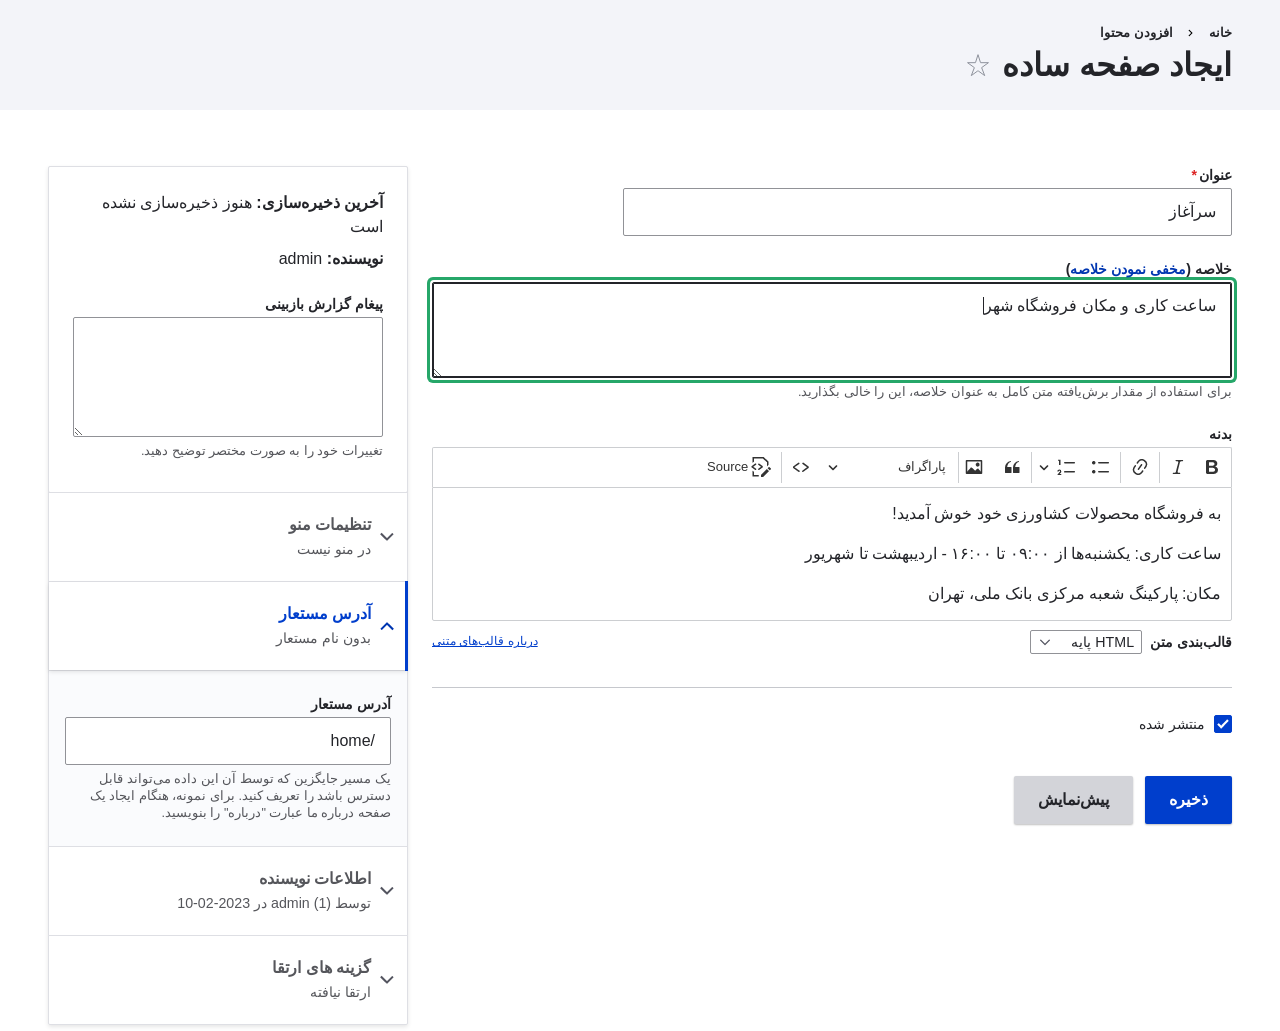 خانه › افزودن محتوا
ایجاد صفحه ساده ☆
عنوان *
سرآغاز
خلاصه (مخفی نمودن خلاصه)
ساعت کاری و مکان فروشگاه شهر
برای استفاده از مقدار برش‌یافته متن کامل به عنوان خلاصه، این را خالی بگذارید.
بدنه
B I پاراگراف <> Source
به فروشگاه محصولات کشاورزی خود خوش آمدید!
ساعت کاری: یکشنبه‌ها از ۰۹:۰۰ تا ۱۶:۰۰ - اردیبهشت تا شهریور
مکان: پارکینگ شعبه مرکزی بانک ملی، تهران
قالب‌بندی متن HTML پایه درباره قالب‌های متنی
منتشر شده
ذخیره پیش‌نمایش
آخرین ذخیره‌سازی: هنوز ذخیره‌سازی نشده
است
نویسنده: admin
پیغام گزارش بازبینی
تغییرات خود را به صورت مختصر توضیح دهید.
تنظیمات منو
در منو نیست
آدرس مستعار
بدون نام مستعار
آدرس مستعار
home/
یک مسیر جایگزین که توسط آن این داده می‌تواند قابل
دسترس باشد را تعریف کنید. برای نمونه، هنگام ایجاد یک
صفحه درباره ما عبارت "درباره" را بنویسید.
اطلاعات نویسنده
توسط admin (1) در 2023-02-10
گزینه های ارتقا
ارتقا نیافته